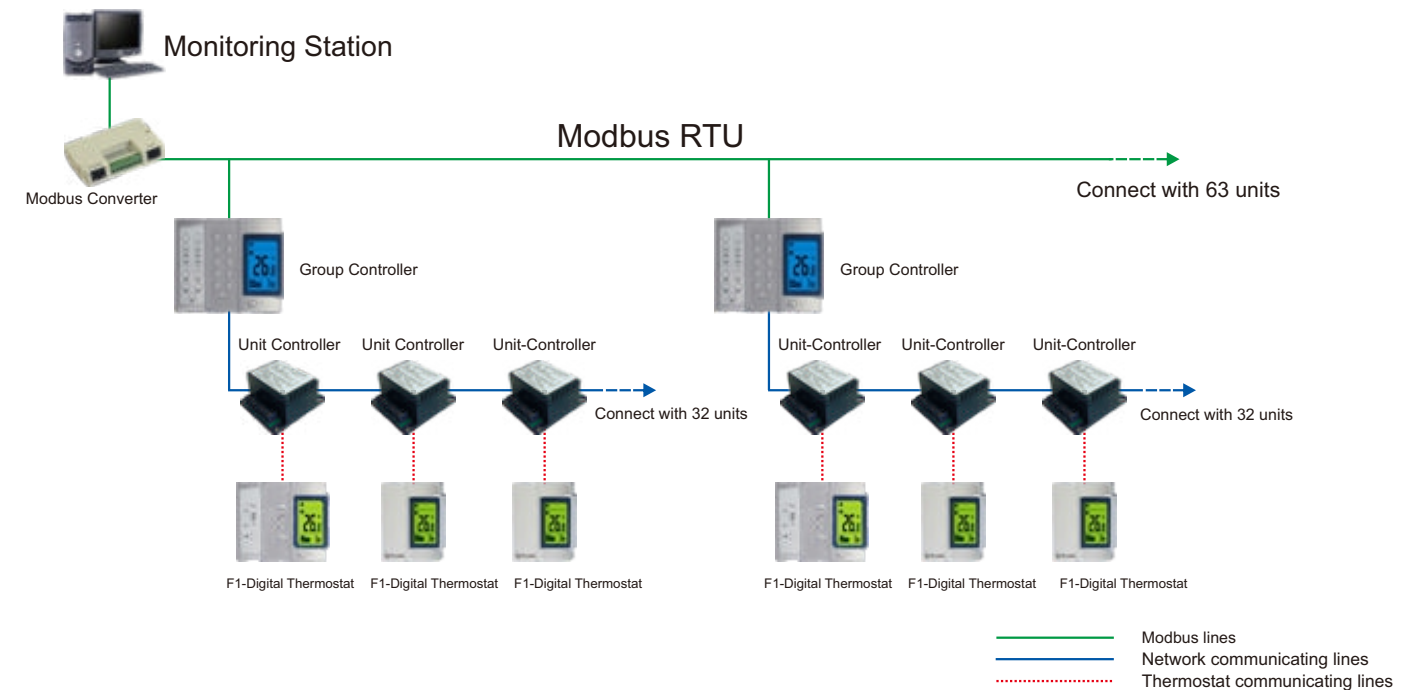 Monitoring Station
Modbus RTU
Connect with 63 units
Modbus Converter
Group Controller
Group Controller
Unit Controller Unit Controller Unit-Controller
Unit-Controller Unit-Controller Unit-Controller
Connect with 32 units
Connect with 32 units
F1-Digital Thermostat F1-Digital Thermostat F1-Digital Thermostat
F1-Digital Thermostat F1-Digital Thermostat F1-Digital Thermostat
Modbus lines
Network communicating lines
Thermostat communicating lines